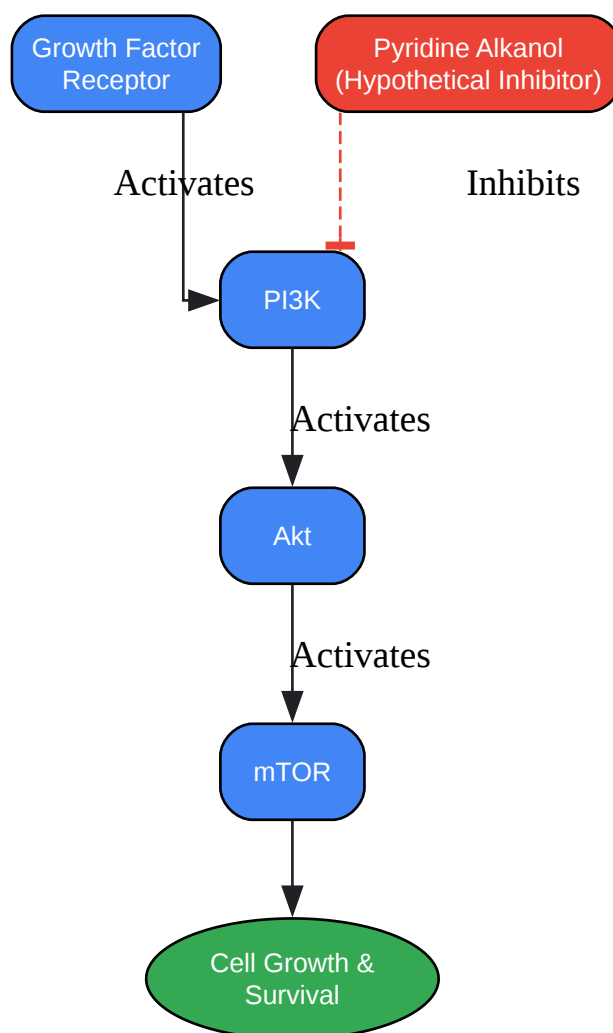 Growth Factor
Receptor
Pyridine Alkanol
(Hypothetical Inhibitor)
Activates
Inhibits
PI3K
Activates
Akt
Activates
mTOR
Cell Growth &
Survival